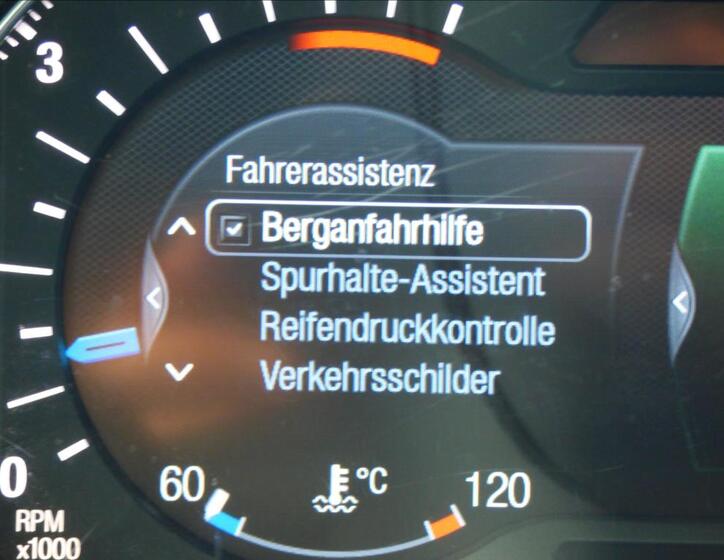 3
Fahrerassistenz
Berganfahrhilfe
Spurhalte-Assistent
Reifendruckkontrolle
Verkehrsschilder
60 °C 120
0
RPM
x1000